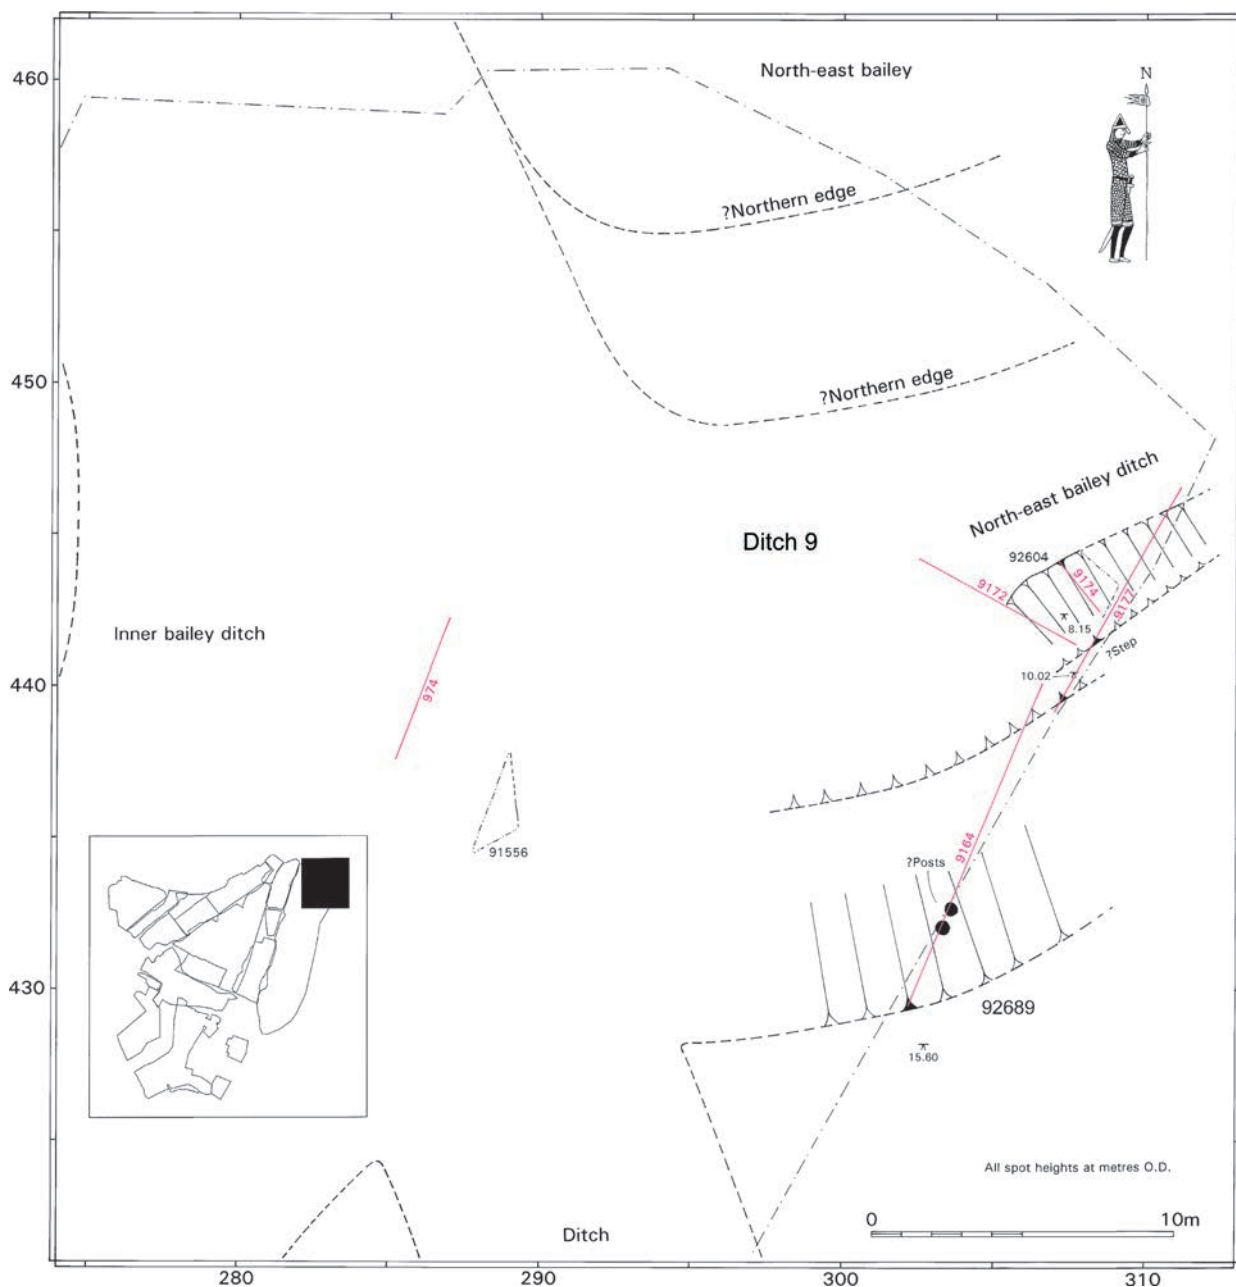 460
North-east bailey
N
?Northern edge
450
?Northern edge
North-east bailey ditch
Ditch 9
92604
9172
9174
9177
8.15
Inner bailey ditch
?Step
440
10.02
974
91556
9164
?Posts
430
92689
15.60
All spot heights at metres O.D.
0 10m
Ditch
280 290 300 310